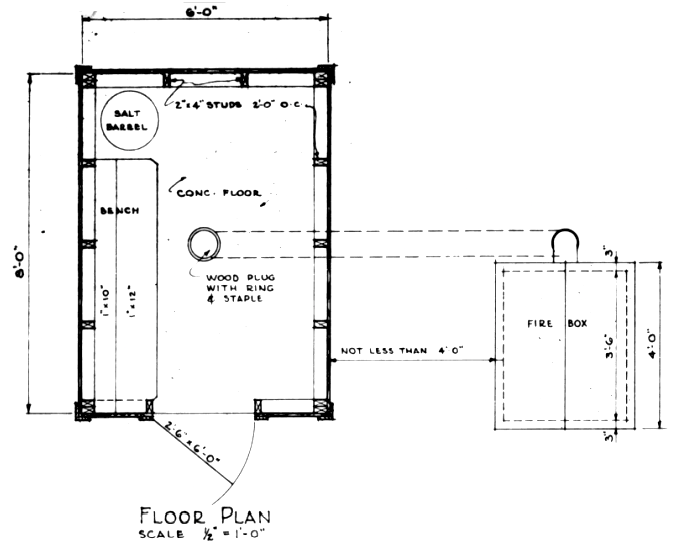 6'-0"
SALT
BARREL
2"x4" STUDS 2'-0" O.C.
CONC. FLOOR
BENCH
8'-0"
1"x10"
1"x12"
WOOD PLUG
WITH RING
& STAPLE
NOT LESS THAN 4'0"
FIRE BOX
3"
3'-6"
4'0"
3"
2'-6" x 6'-0"
FLOOR PLAN
SCALE ½" = 1'-0"